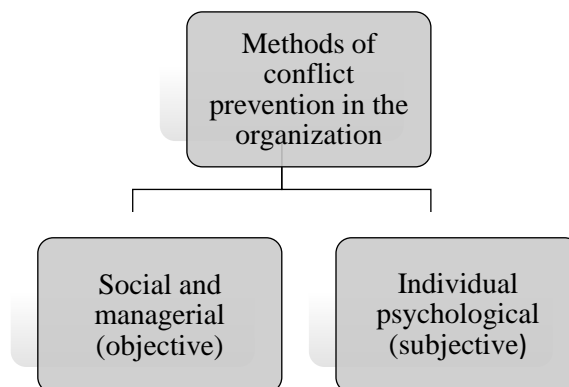 Methods of
conflict
prevention in the
organization
Social and
managerial
(objective)
Individual
psychological
(subjective)